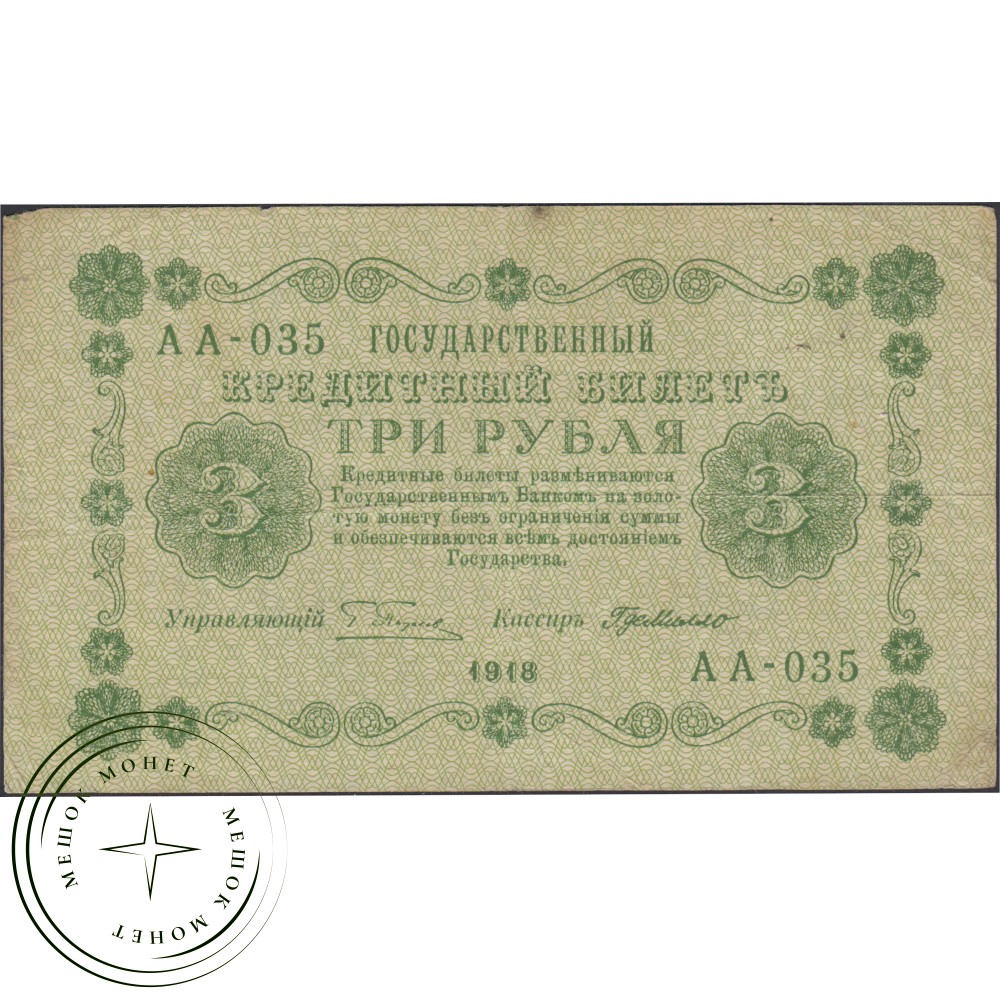 АА-035 ГОСУДАРСТВЕННЫЙ
КРЕДИТНЫЙ БИЛЕТЪ
ТРИ РУБЛЯ
3
3
Кредитные билеты размѣниваются
Государственнымъ Банкомъ на золо-
тую монету безъ ограниченія суммы
и обезпечиваются всѣмъ достояніемъ
Государства.
Управляющій Кассиръ
1918
АА-035
МЕШОК МОНЕТ
МЕШОК МОНЕТ